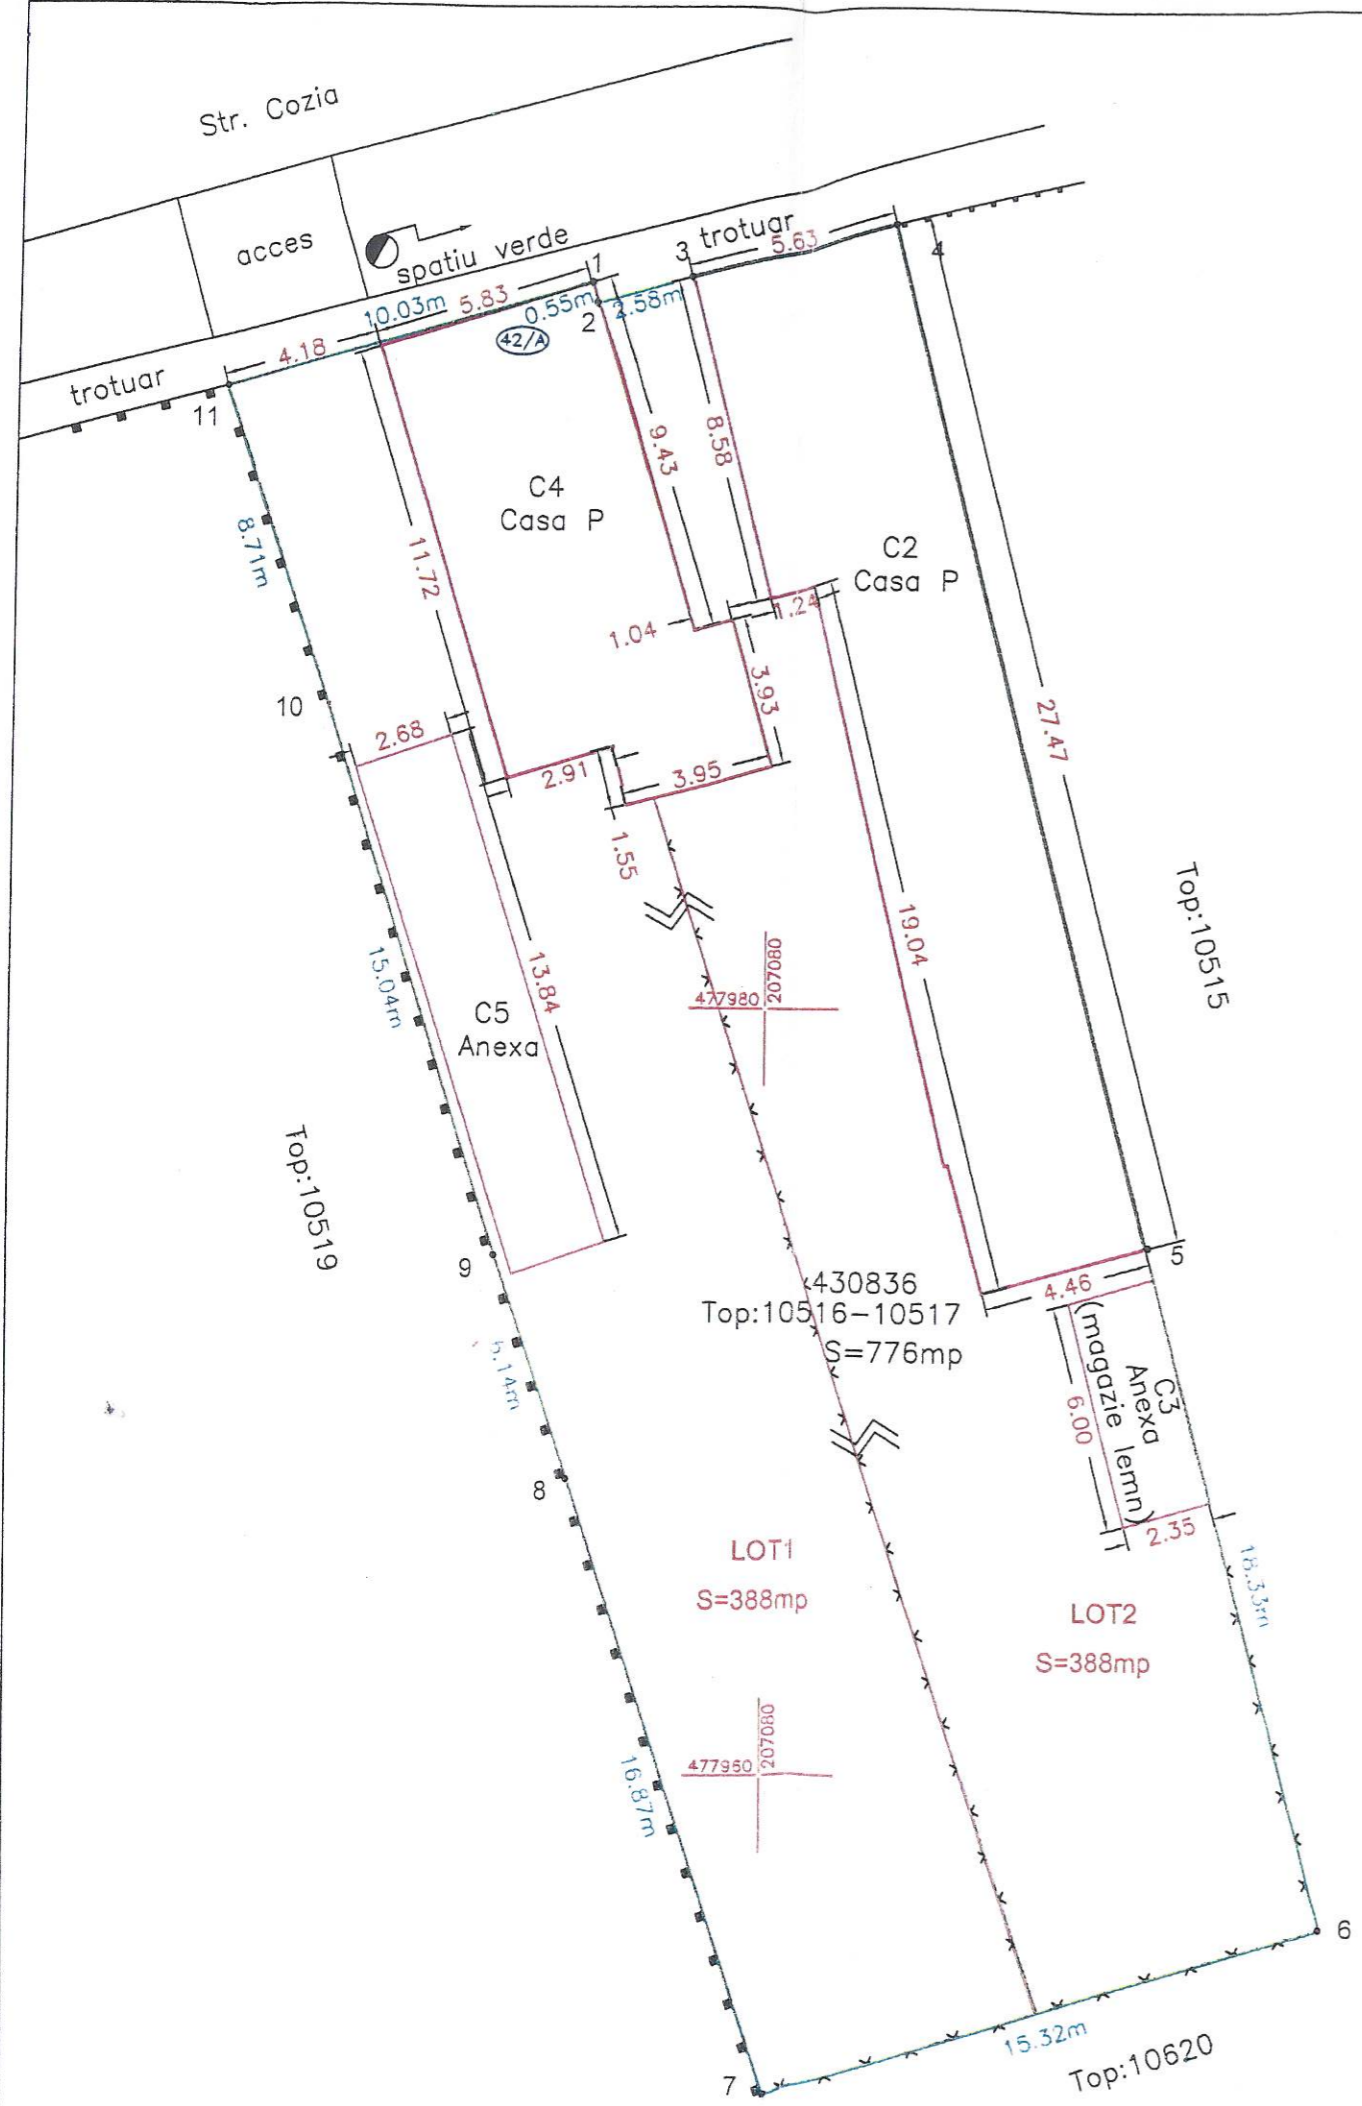 Str. Cozia
acces
spatiu verde
trotuar
1
3
5.63
4
10.03m
5.83
0.55m
2
2.58m
42/A
4.18
trotuar
11
9.43
8.58
8.71m
C4
Casa P
11.72
C2
Casa P
1.24
1.04
3.93
10
2.68
2.91
3.95
27.47
1.55
Top:10515
19.04
13.84
15.04m
477980
207080
C5
Anexa
Top:10519
9
5
430836
Top:10516-10517
S=776mp
4.46
C3
Anexa
(magazie lemn)
6.00
8
2.35
LOT1
S=388mp
18.33m
LOT2
S=388mp
477960
207080
16.87m
6
15.32m
Top:10620
7